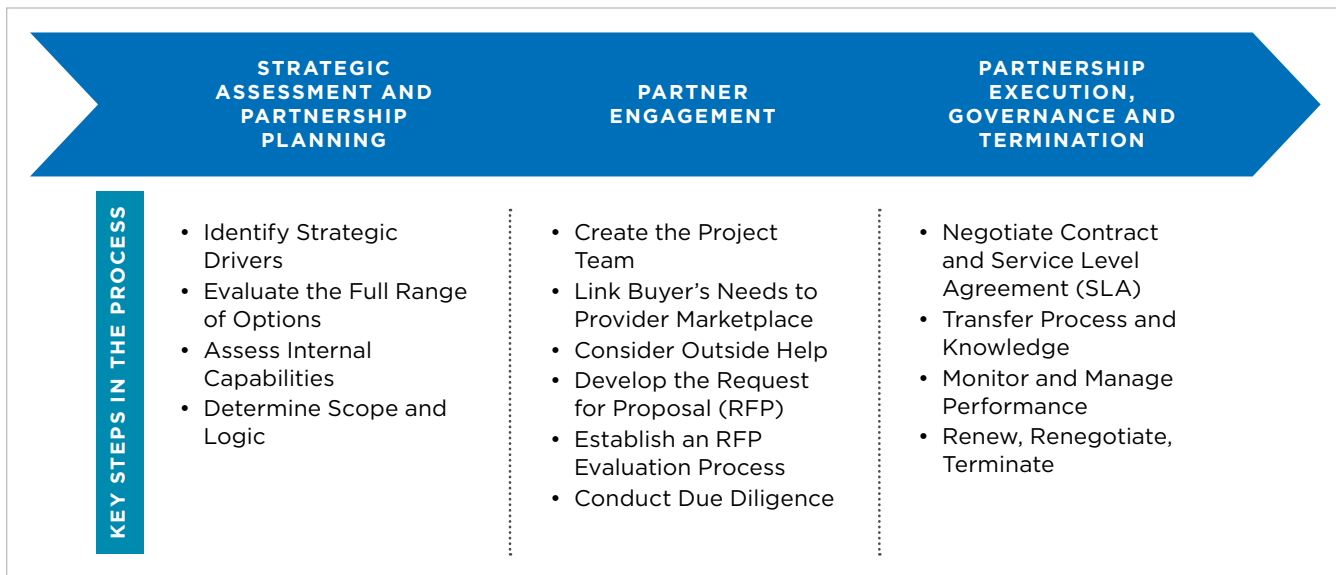 STRATEGIC
ASSESSMENT AND
PARTNERSHIP
PLANNING
PARTNER
ENGAGEMENT
PARTNERSHIP
EXECUTION,
GOVERNANCE AND
TERMINATION
KEY STEPS IN THE PROCESS
• Identify Strategic
Drivers
• Evaluate the Full Range
of Options
• Assess Internal
Capabilities
• Determine Scope and
Logic
• Create the Project
Team
• Link Buyer’s Needs to
Provider Marketplace
• Consider Outside Help
• Develop the Request
for Proposal (RFP)
• Establish an RFP
Evaluation Process
• Conduct Due Diligence
• Negotiate Contract
and Service Level
Agreement (SLA)
• Transfer Process and
Knowledge
• Monitor and Manage
Performance
• Renew, Renegotiate,
Terminate